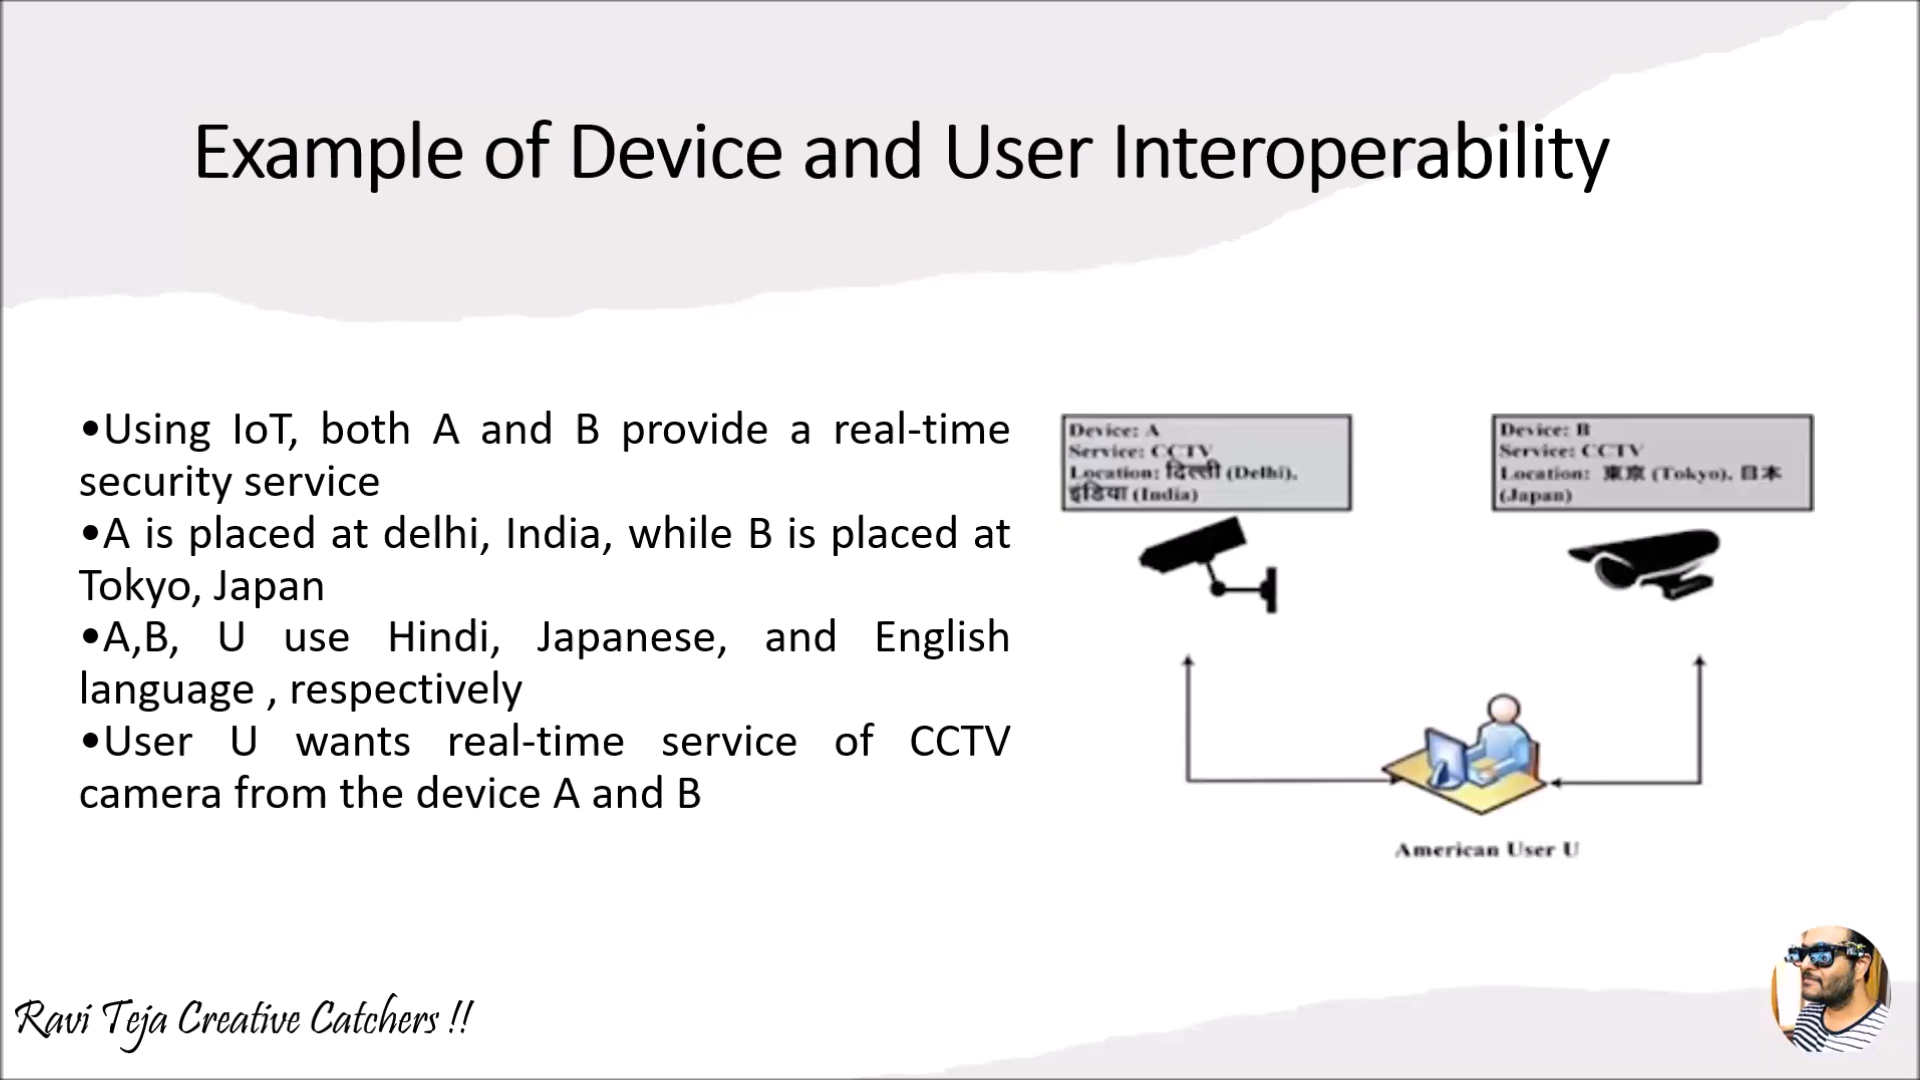 Example of Device and User Interoperability
•Using IoT, both A and B provide a real-time
security service
•A is placed at delhi, India, while B is placed at
Tokyo, Japan
•A,B, U use Hindi, Japanese, and English
language , respectively
•User U wants real-time service of CCTV
camera from the device A and B
Device: A
Service: CCTV
Location: दिल्ली (Delhi),
इंडिया (India)
Device: B
Service: CCTV
Location: 東京 (Tokyo), 日本
(Japan)
American User U
Ravi Teja Creative Catchers !!